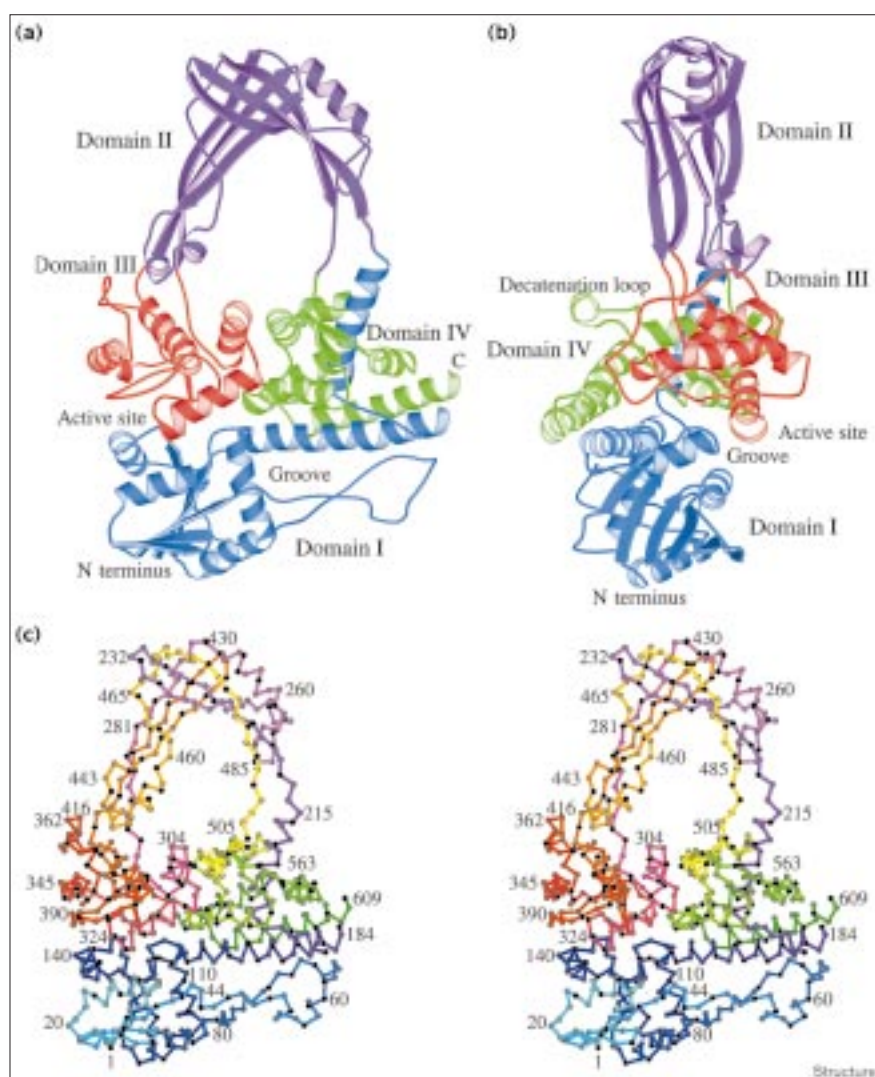 (a)
Domain II
Domain III
Domain IV
C
Active site
Groove
Domain I
N terminus
(b)
Domain II
Decatenation loop
Domain III
Domain IV
Active site
Groove
Domain I
N terminus
(c)
430
232
260
465
281
460
443
485
416
215
362
505
304
563
345
609
390
324
184
140
110
44
60
20
80
1
430
232
260
465
281
460
443
485
416
215
362
505
304
563
345
609
390
324
184
140
110
44
60
20
80
1
Structure